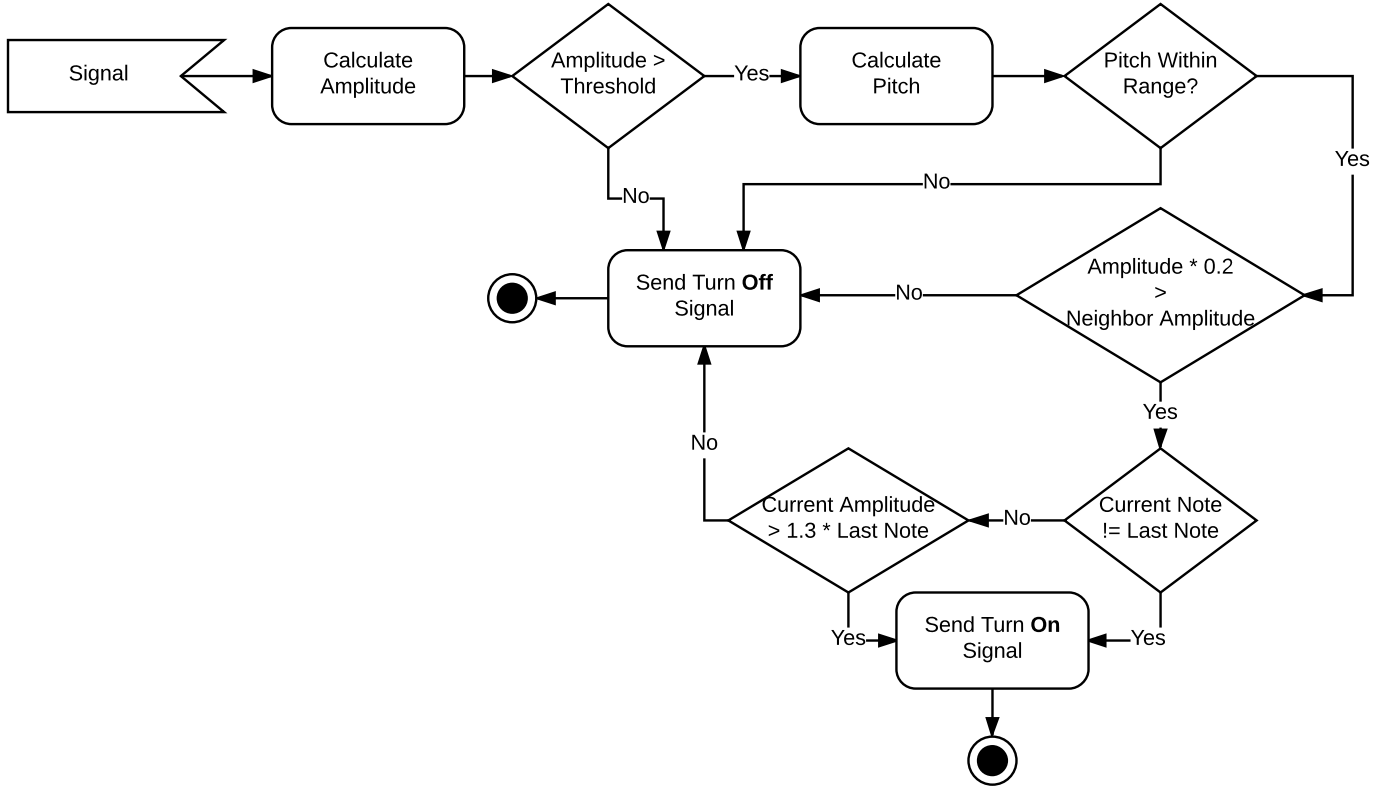 Signal
Calculate
Amplitude
Amplitude >
Threshold
Yes
Calculate
Pitch
Pitch Within
Range?
Yes
No
No
Amplitude * 0.2
>
Neighbor Amplitude
No
Send Turn Off
Signal
Yes
No
Current Note
!= Last Note
No
Current Amplitude
> 1.3 * Last Note
Yes
Yes
Send Turn On
Signal